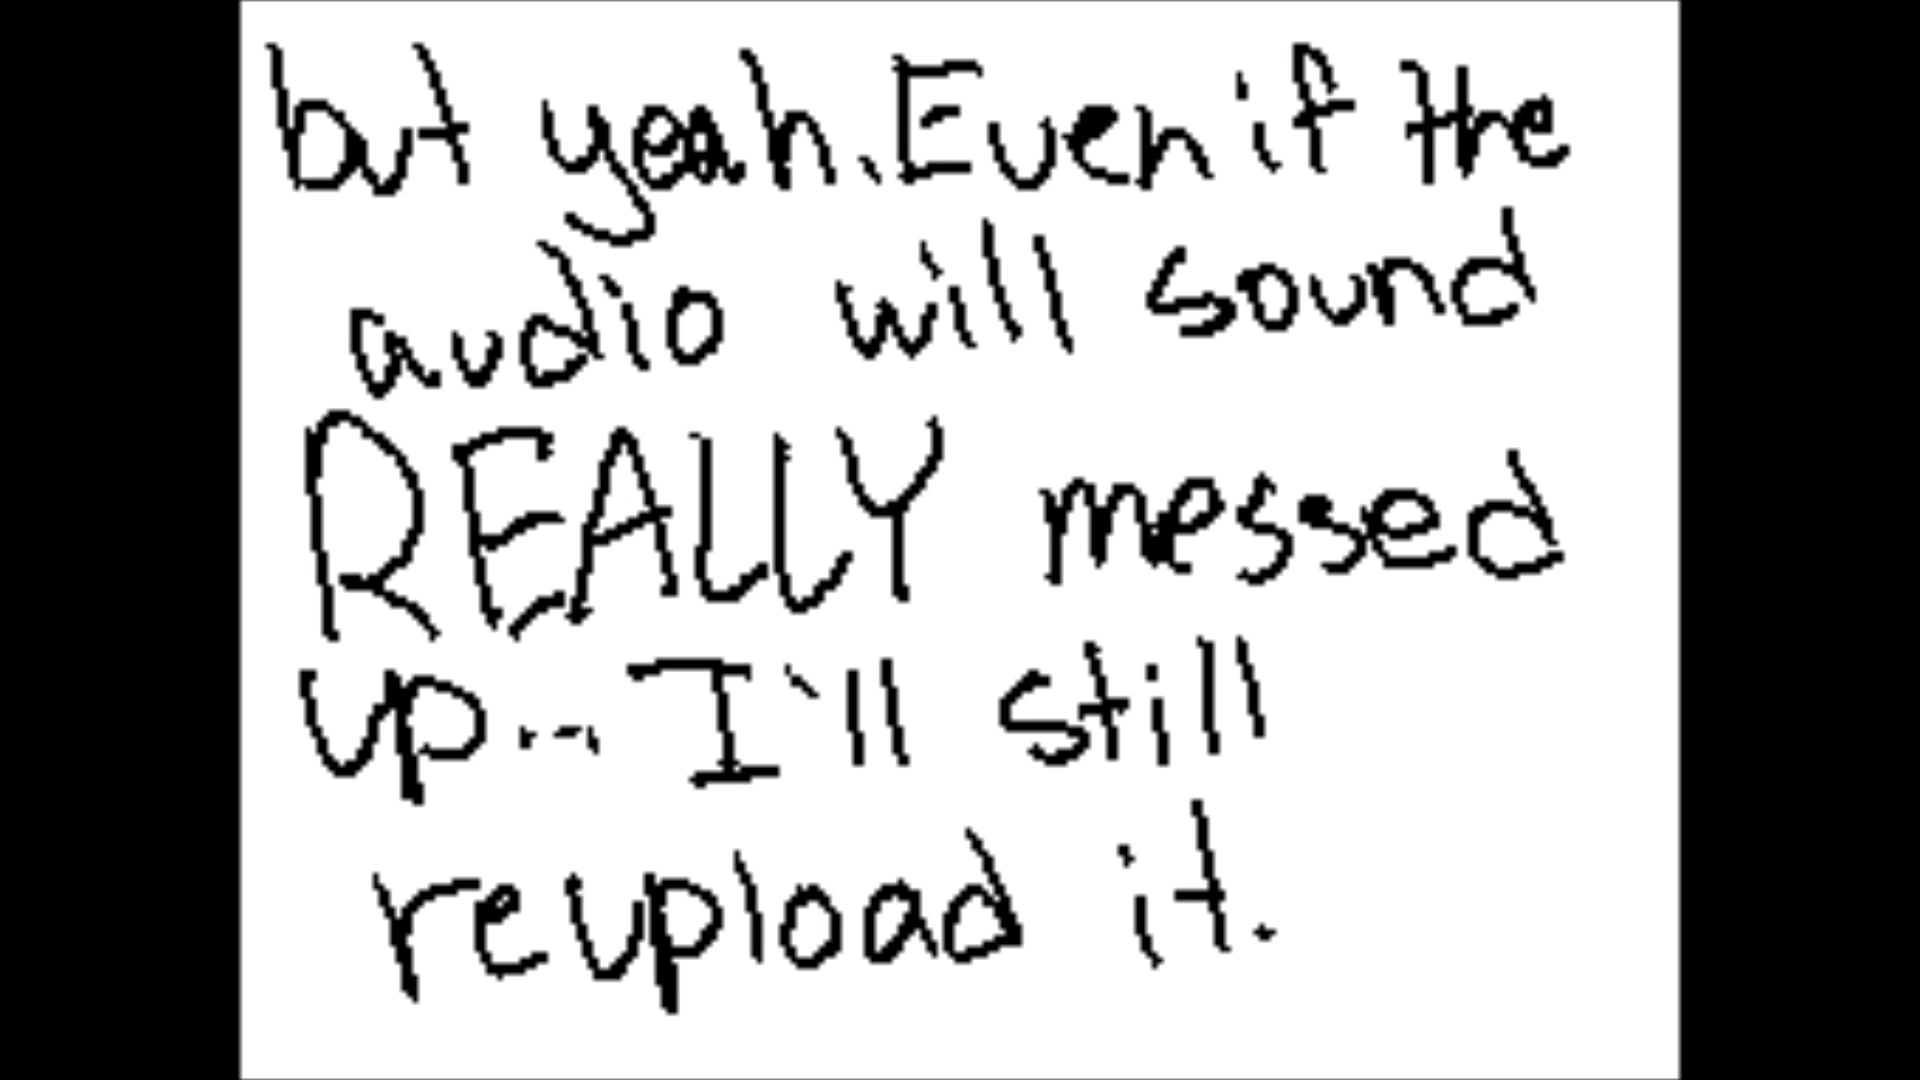 but yeah. Even if the
audio will sound
REALLY messed
up... I'll still
reupload it.